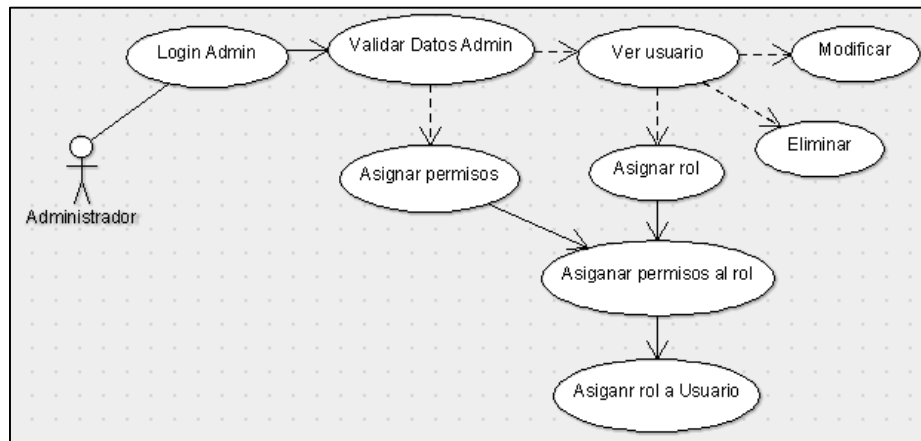 Login Admin
Validar Datos Admin
Ver usuario
Modificar
Eliminar
Asignar permisos
Asignar rol
Administrador
Asiganar permisos al rol
Asiganr rol a Usuario